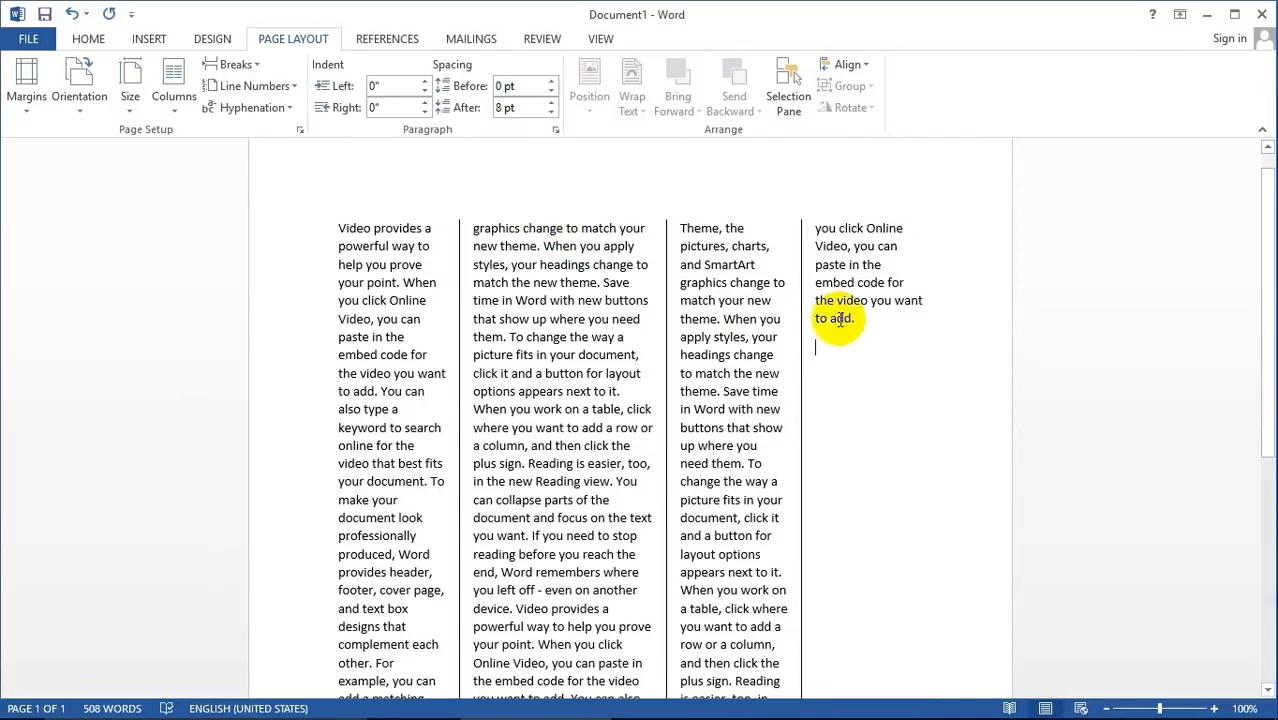 Document1 - Word
FILE
HOME
INSERT
DESIGN
PAGE LAYOUT
REFERENCES
MAILINGS
REVIEW
VIEW
Sign in
Margins
Orientation
Size
Columns
Breaks
Line Numbers
Hyphenation
Page Setup
Indent
Left: 0"
Right: 0"
Spacing
Before: 0 pt
After: 8 pt
Paragraph
Position
Wrap
Text
Bring
Forward
Send
Backward
Selection
Pane
Align
Group
Rotate
Arrange
Video provides a
powerful way to
help you prove
your point. When
you click Online
Video, you can
paste in the
embed code for
the video you want
to add. You can
also type a
keyword to search
online for the
video that best fits
your document. To
make your
document look
professionally
produced, Word
provides header,
footer, cover page,
and text box
designs that
complement each
other. For
example, you can
add a matching
graphics change to match your
new theme. When you apply
styles, your headings change to
match the new theme. Save
time in Word with new buttons
that show up where you need
them. To change the way a
picture fits in your document,
click it and a button for layout
options appears next to it.
When you work on a table, click
where you want to add a row or
a column, and then click the
plus sign. Reading is easier, too,
in the new Reading view. You
can collapse parts of the
document and focus on the text
you want. If you need to stop
reading before you reach the
end, Word remembers where
you left off - even on another
device. Video provides a
powerful way to help you prove
your point. When you click
Online Video, you can paste in
the embed code for the video
you want to add. You can also
Theme, the
pictures, charts,
and SmartArt
graphics change to
match your new
theme. When you
apply styles, your
headings change
to match the new
theme. Save time
in Word with new
buttons that show
up where you
need them. To
change the way a
picture fits in your
document, click it
and a button for
layout options
appears next to it.
When you work on
a table, click where
you want to add a
row or a column,
and then click the
plus sign. Reading
is easier, too, in
you click Online
Video, you can
paste in the
embed code for
the video you want
to add.
PAGE 1 OF 1
508 WORDS
ENGLISH (UNITED STATES)
100%